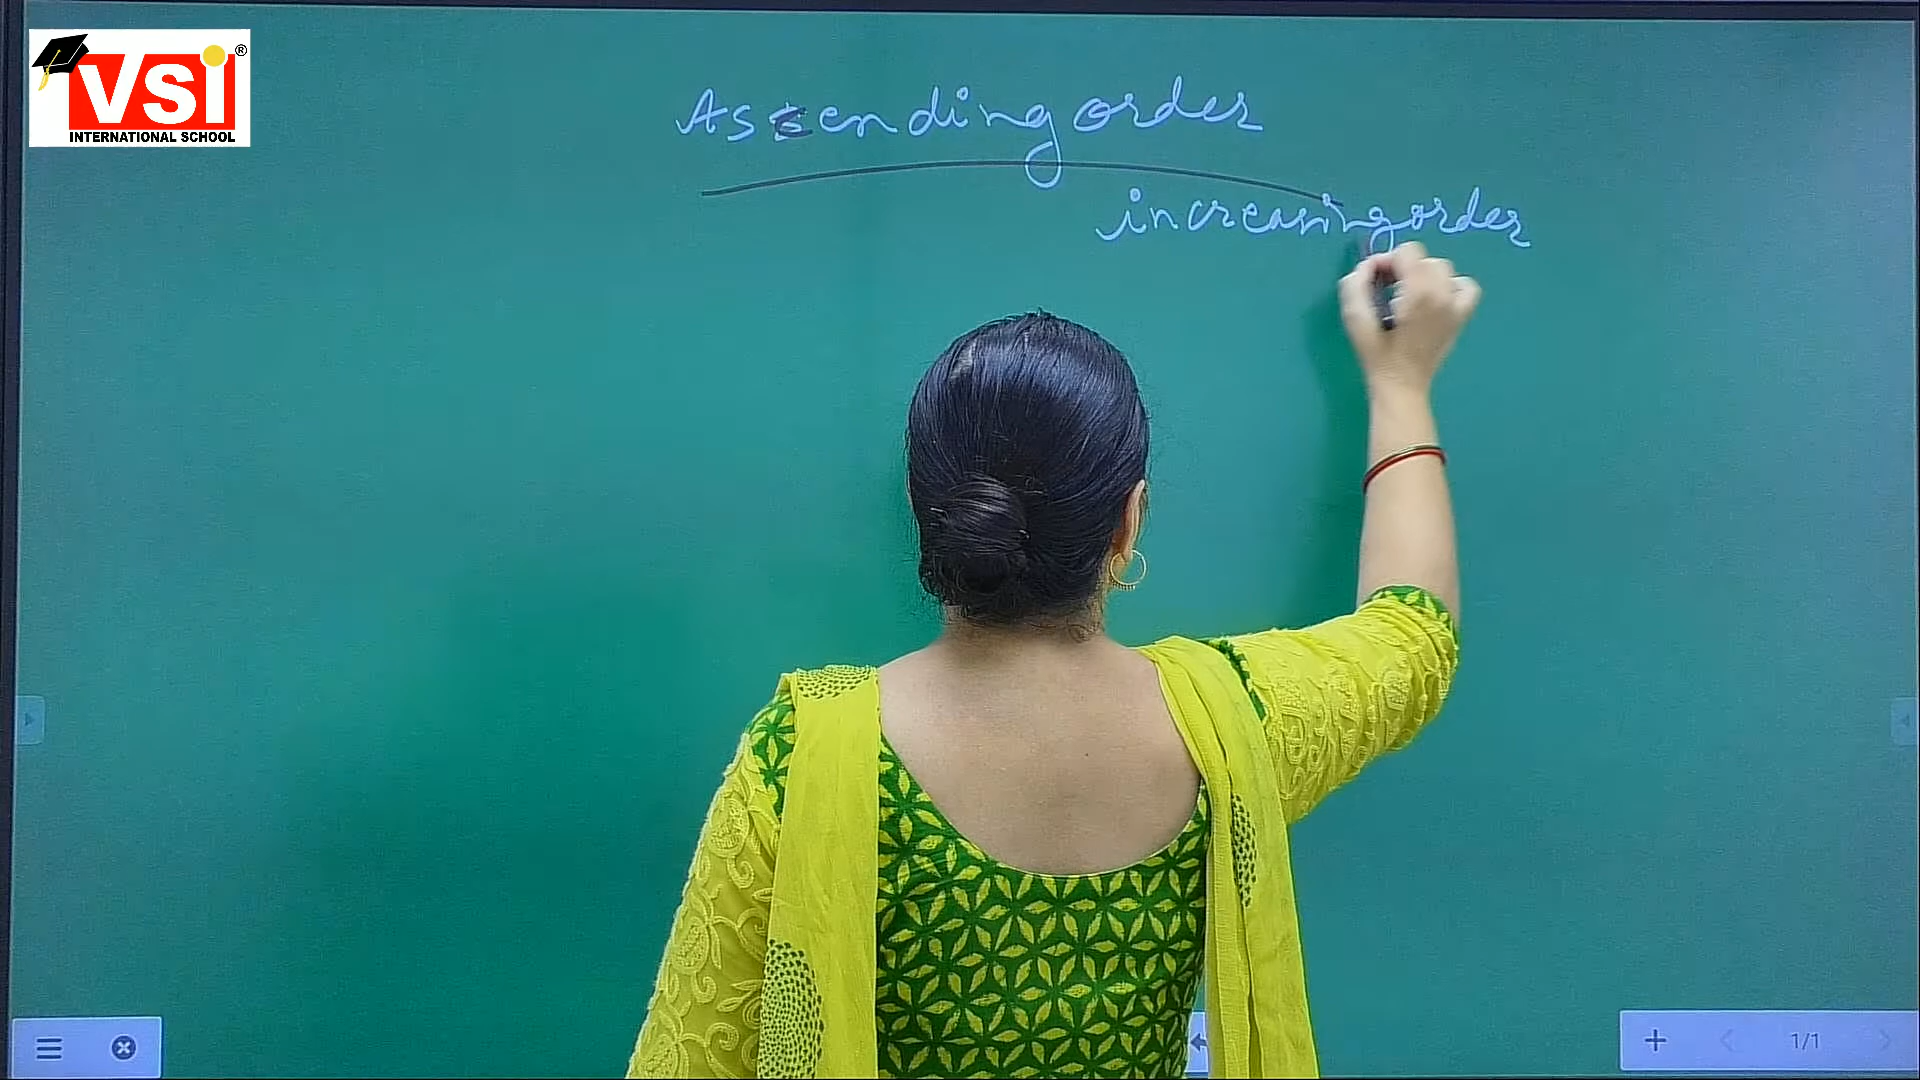 VSI ®
INTERNATIONAL SCHOOL
Ascending order
increasing order
1/1